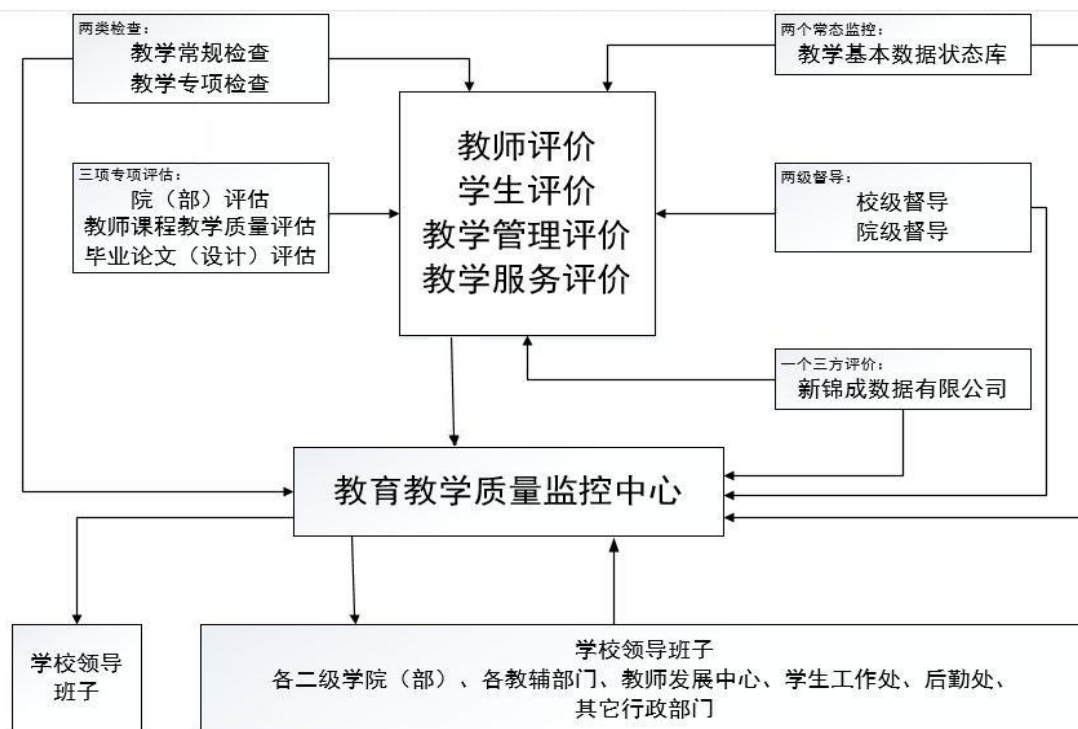 两类检查：
教学常规检查
教学专项检查
两个常态监控：
教学基本数据状态库
教师评价
学生评价
教学管理评价
教学服务评价
三项专项评估：
院（部）评估
教师课程教学质量评估
毕业论文（设计）评估
两级督导：
校级督导
院级督导
一个三方评价：
新锦成数据有限公司
教育教学质量监控中心
学校领导
班子
学校领导班子
各二级学院（部）、各教辅部门、教师发展中心、学生工作处、后勤处、
其它行政部门